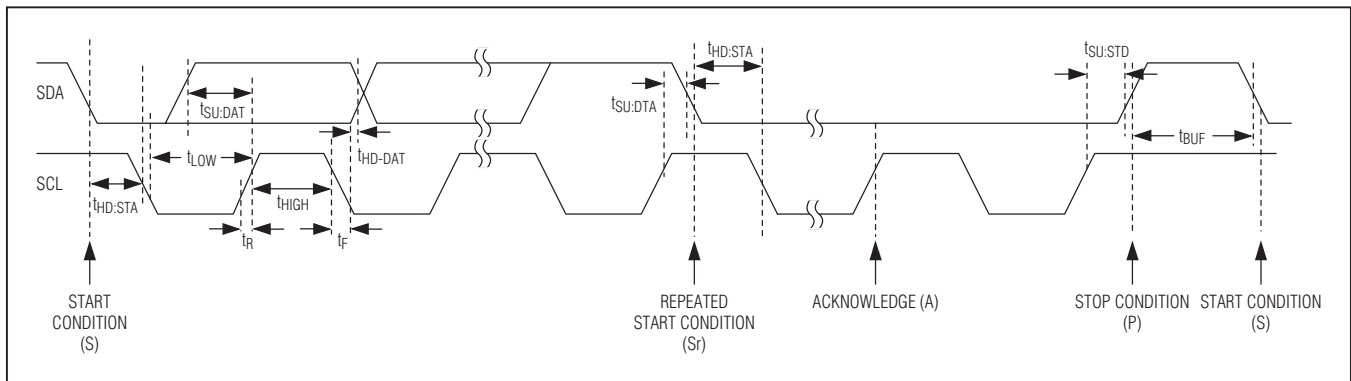 SDA
SCL
tHD:STA
tLOW
tSU:DAT
tR
tHIGH
tF
tHD-DAT
tSU:DTA
tHD:STA
tSU:STD
tBUF
START
CONDITION
(S)
REPEATED
START CONDITION
(Sr)
ACKNOWLEDGE (A)
STOP CONDITION
(P)
START CONDITION
(S)